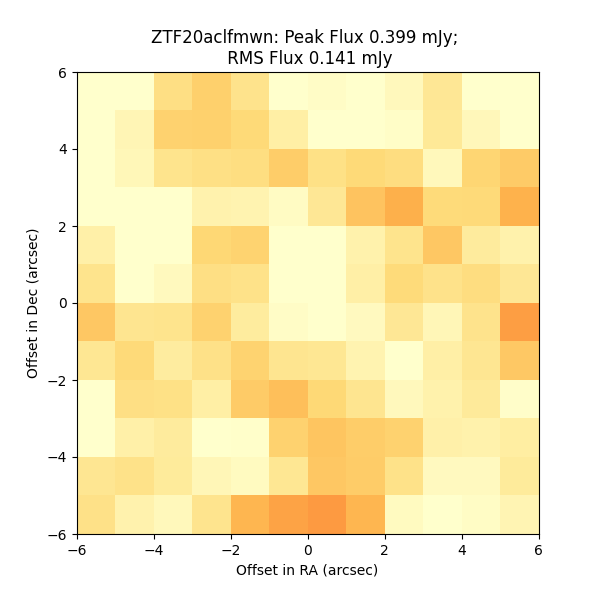 ZTF20aclfmwn: Peak Flux 0.399 mJy;
RMS Flux 0.141 mJy
6
4
2
0
−2
−4
−6
Offset in Dec (arcsec)
−6 −4 −2 0 2 4 6
Offset in RA (arcsec)